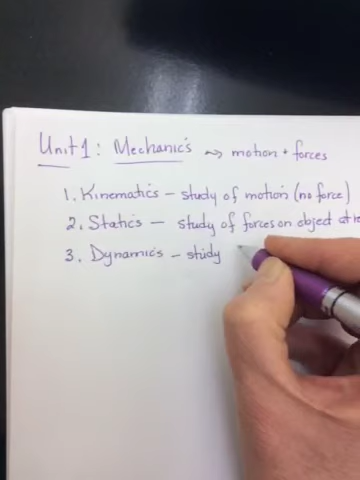 Unit 1: Mechanics ~> motion + forces
1. Kinematics - study of motion (no force)
2. Statics - study of forces on object at
3. Dynamics - study